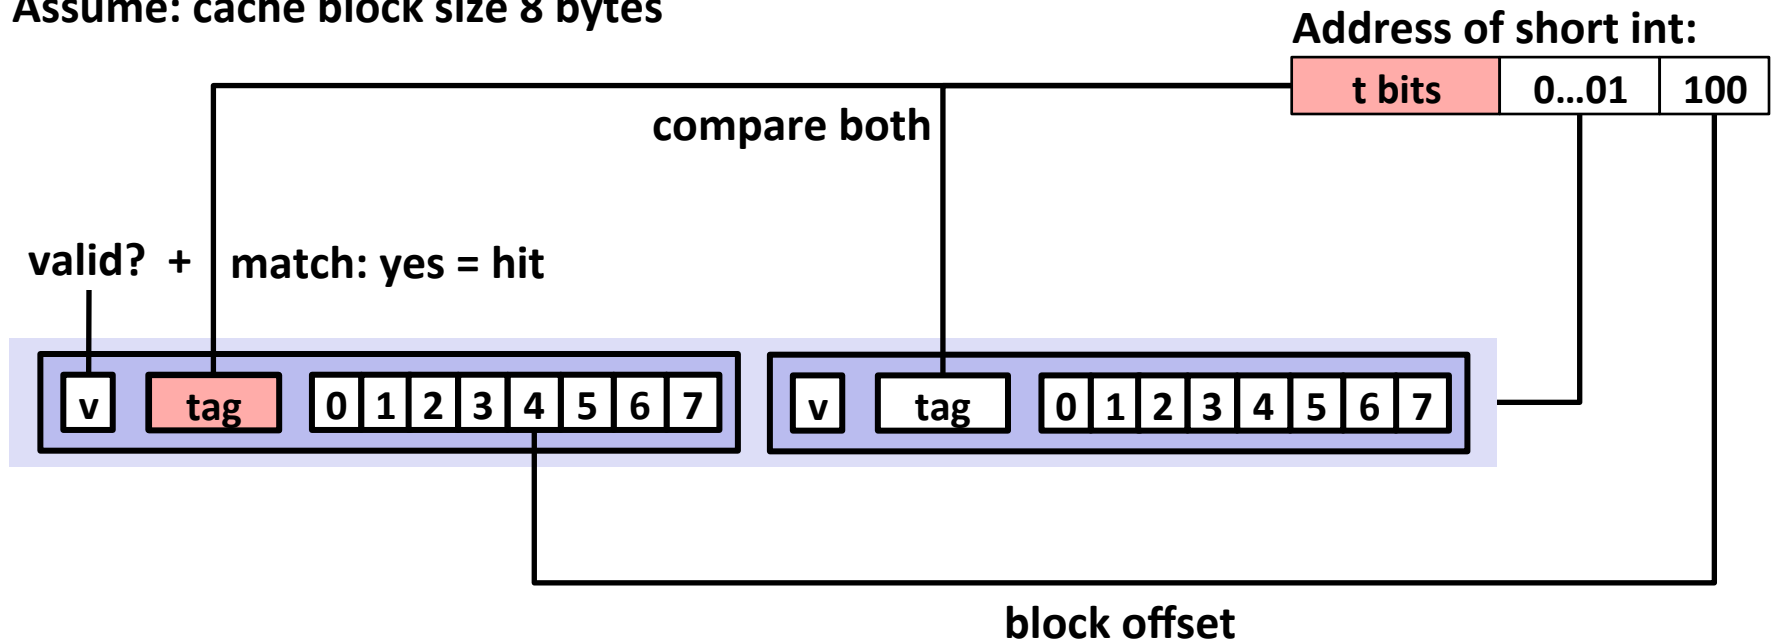 Assume: cache block size 8 bytes
Address of short int:
t bits 0...01 100
compare both
valid? + match: yes = hit
v tag 0 1 2 3 4 5 6 7 v tag 0 1 2 3 4 5 6 7
block offset